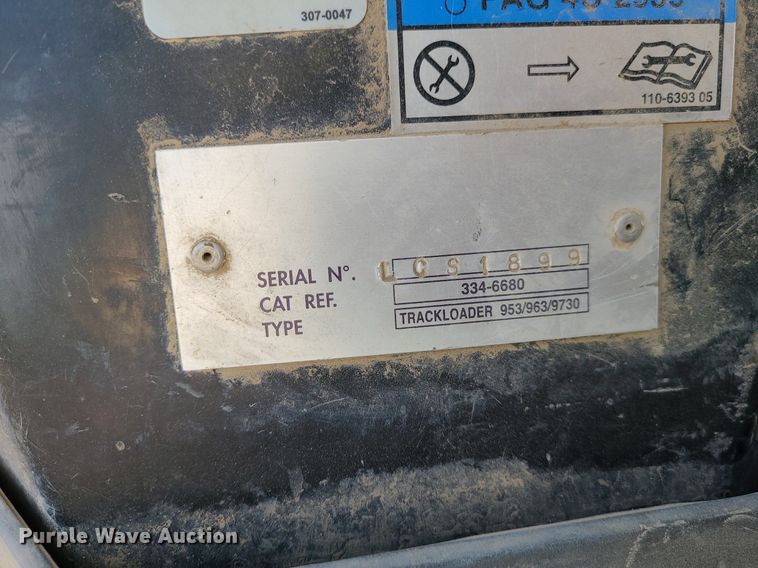 307-0047
110-6393 05
SERIAL Nº. LCS1899
CAT REF. 334-6680
TYPE TRACKLOADER 953/963/9730
Purple Wave Auction